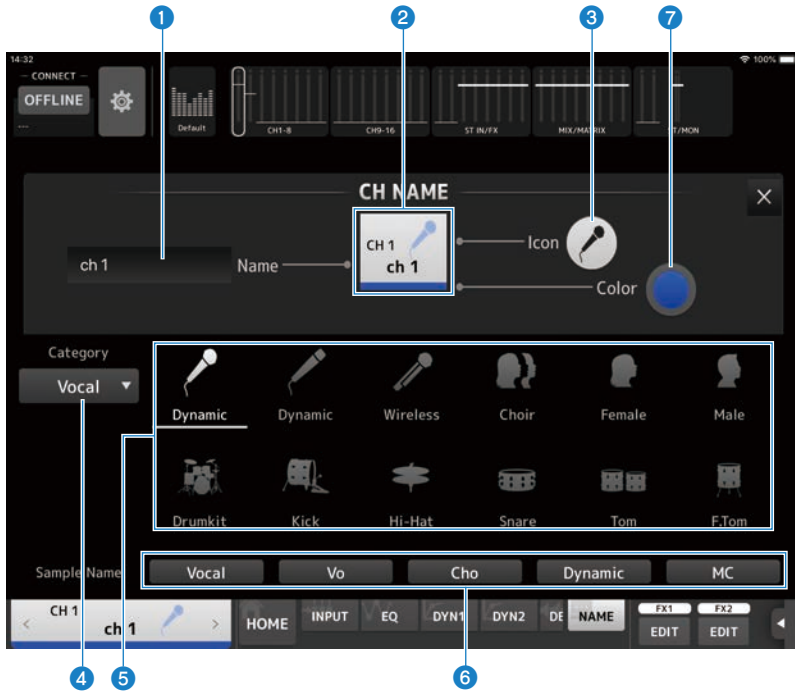 1 2 3 7
14:32 100%
CONNECT
OFFLINE
---
Default CH1-8 CH9-16 ST IN/FX MIX/MATRIX ST/MON
CH NAME
ch 1 Name CH 1 ch 1 Icon
Color
Category
Vocal
Dynamic Dynamic Wireless Choir Female Male
Drumkit Kick Hi-Hat Snare Tom F.Tom
Sample Name Vocal Vo Cho Dynamic MC
CH 1
ch 1
HOME INPUT EQ DYN1 DYN2 DE NAME
FX1 FX2
EDIT EDIT
4 5 6